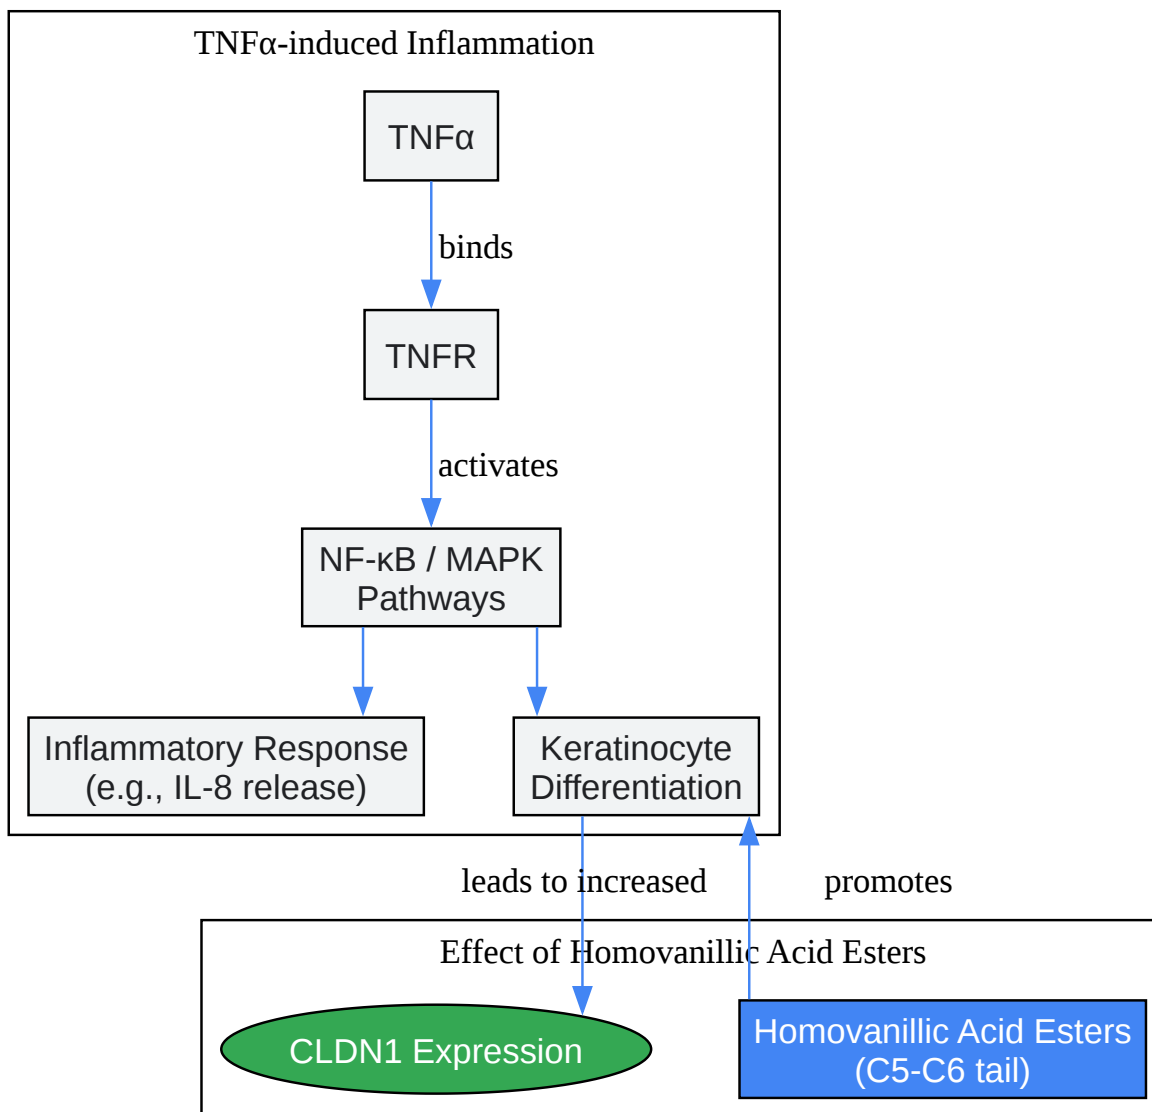 TNFα-induced Inflammation
TNFα
binds
TNFR
activates
NF-κB / MAPK
Pathways
Inflammatory Response
(e.g., IL-8 release)
Keratinocyte
Differentiation
leads to increased
promotes
Effect of Homovanillic Acid Esters
CLDN1 Expression
Homovanillic Acid Esters
(C5-C6 tail)